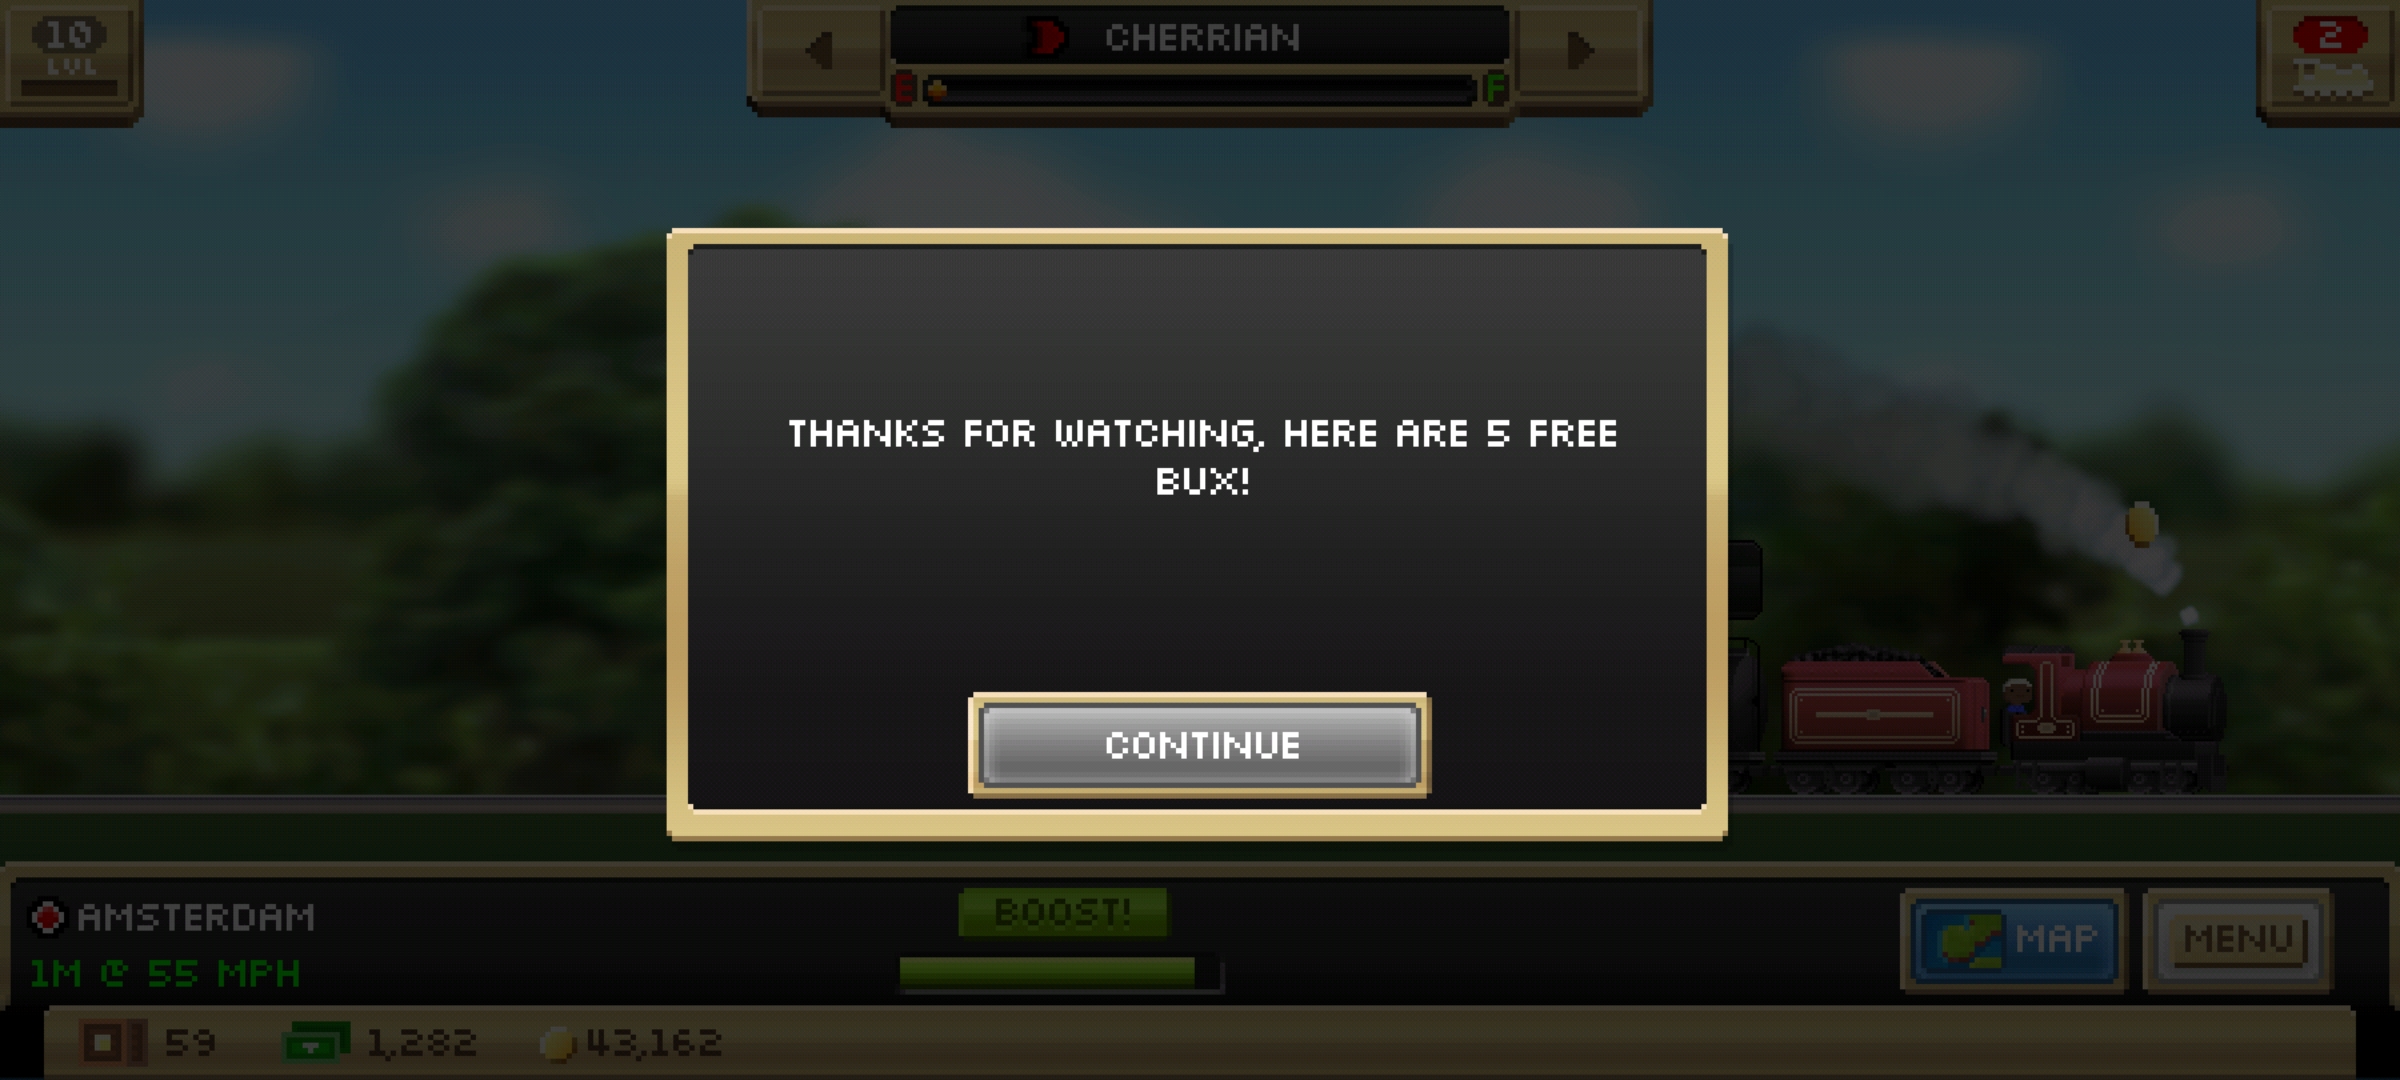 10
LVL
CHERRIAN
E F
2
THANKS FOR WATCHING, HERE ARE 5 FREE
BUX!
CONTINUE
AMSTERDAM
1M @ 55 MPH
BOOST!
MAP
MENU
59 1,282 43,162